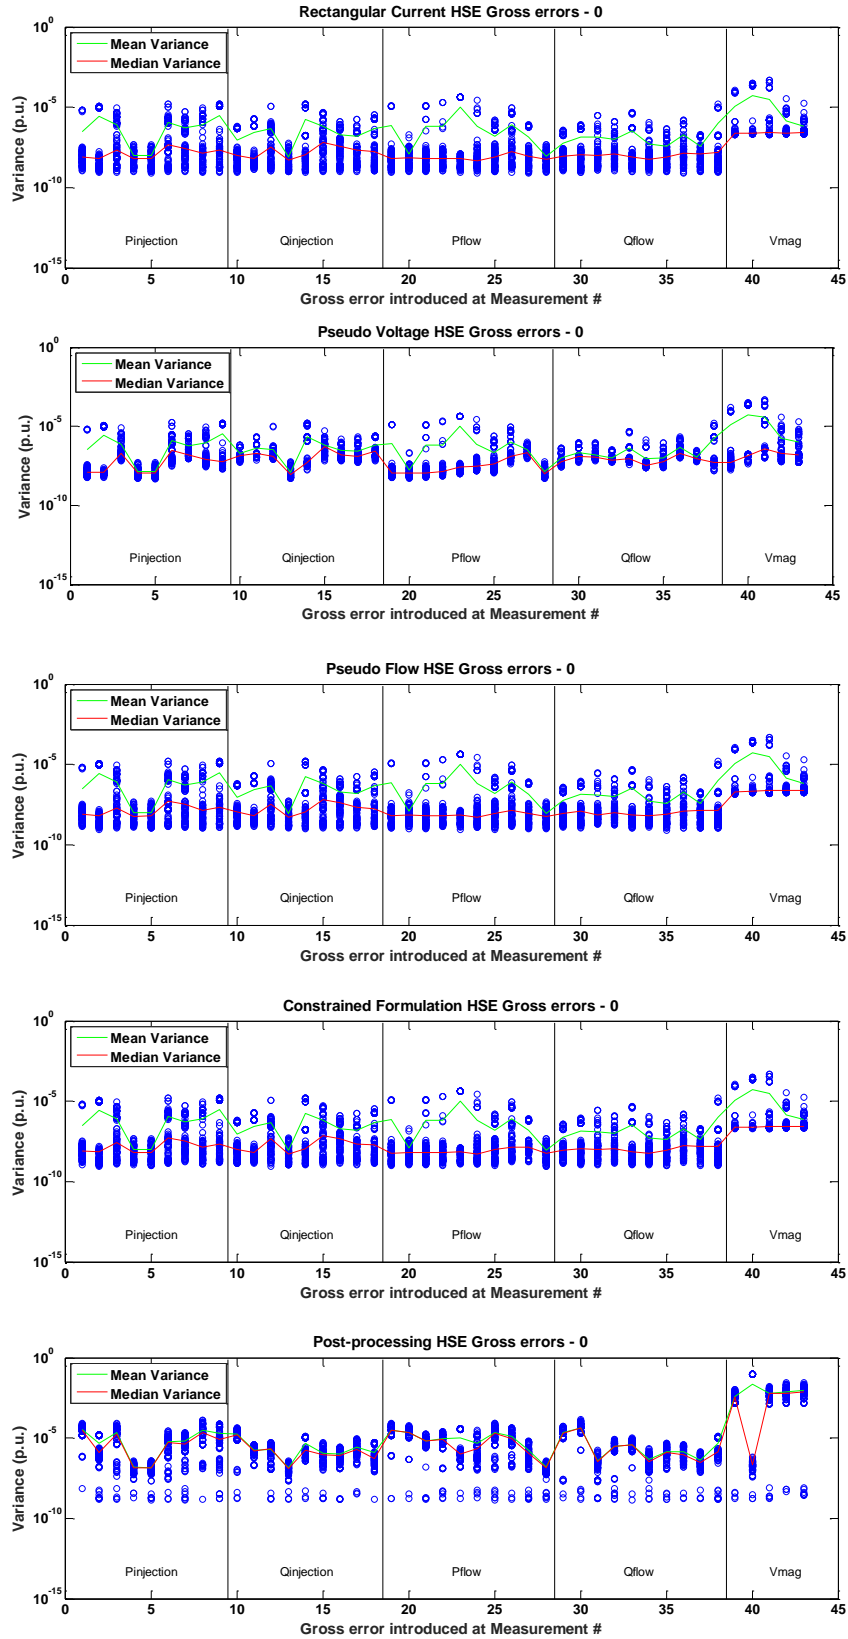 Rectangular Current HSE Gross errors - 0
10^0
Mean Variance
Median Variance
10^-5
Variance (p.u.)
10^-10
Pinjection Qinjection Pflow Qflow Vmag
10^-15
0 5 10 15 20 25 30 35 40 45
Gross error introduced at Measurement #
Pseudo Voltage HSE Gross errors - 0
10^0
Mean Variance
Median Variance
10^-5
Variance (p.u.)
10^-10
Pinjection Qinjection Pflow Qflow Vmag
10^-15
0 5 10 15 20 25 30 35 40 45
Gross error introduced at Measurement #
Pseudo Flow HSE Gross errors - 0
10^0
Mean Variance
Median Variance
10^-5
Variance (p.u.)
10^-10
Pinjection Qinjection Pflow Qflow Vmag
10^-15
0 5 10 15 20 25 30 35 40 45
Gross error introduced at Measurement #
Constrained Formulation HSE Gross errors - 0
10^0
Mean Variance
Median Variance
10^-5
Variance (p.u.)
10^-10
Pinjection Qinjection Pflow Qflow Vmag
10^-15
0 5 10 15 20 25 30 35 40 45
Gross error introduced at Measurement #
Post-processing HSE Gross errors - 0
10^0
Mean Variance
Median Variance
10^-5
Variance (p.u.)
10^-10
Pinjection Qinjection Pflow Qflow Vmag
10^-15
0 5 10 15 20 25 30 35 40 45
Gross error introduced at Measurement #